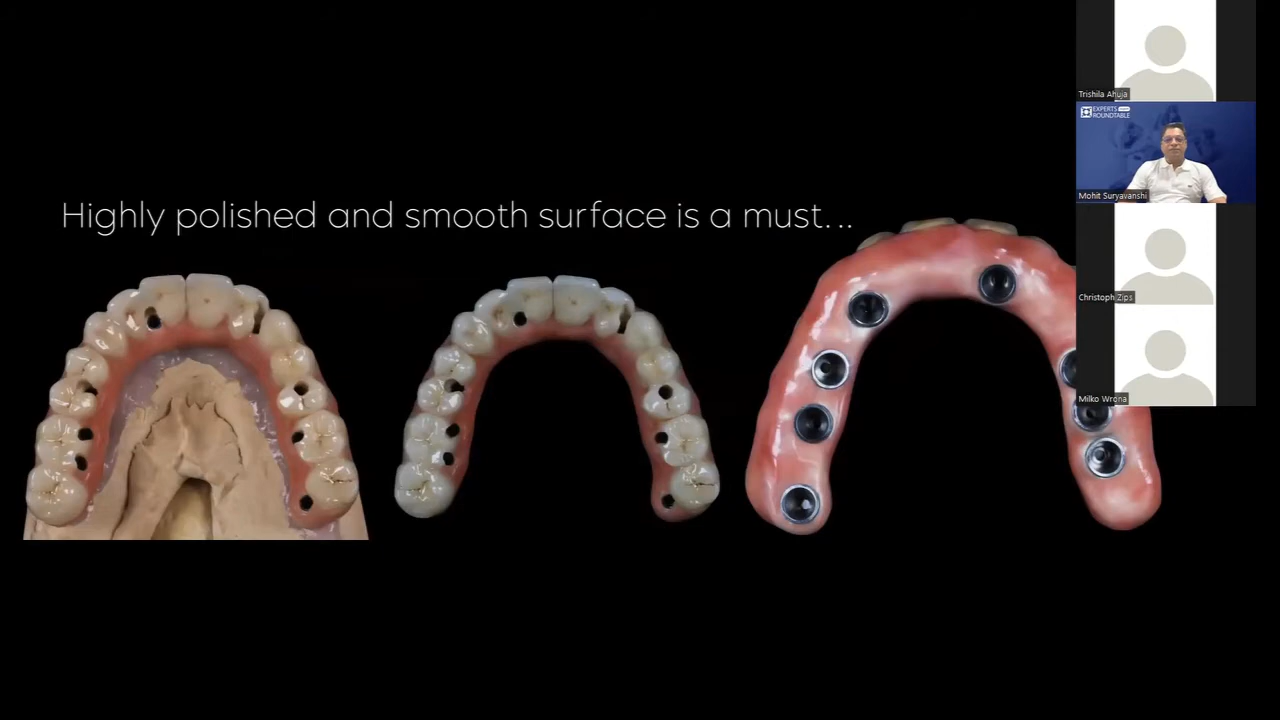 Highly polished and smooth surface is a must...
Trishila Ahuja
EXPERTS
ROUNDTABLE
Mohit Suryavanshi
Christoph Zips
Milko Wrona